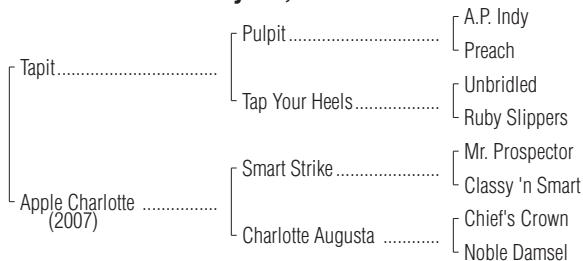 A.P. Indy
Pulpit
Preach
Tapit
Unbridled
Tap Your Heels
Ruby Slippers
Mr. Prospector
Smart Strike
Classy 'n Smart
Apple Charlotte
(2007)
Chief's Crown
Charlotte Augusta
Noble Damsel